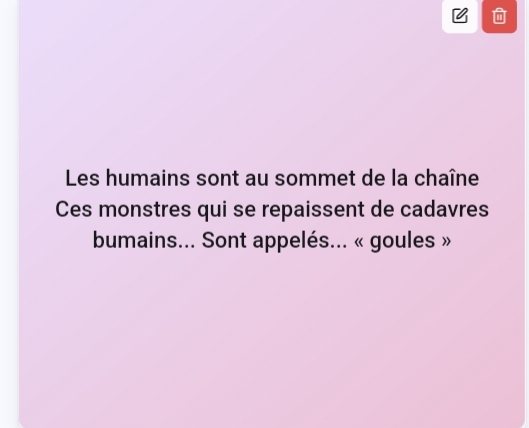 Les humains sont au sommet de la chaîne
Ces monstres qui se repaissent de cadavres
bumains... Sont appelés... « goules »